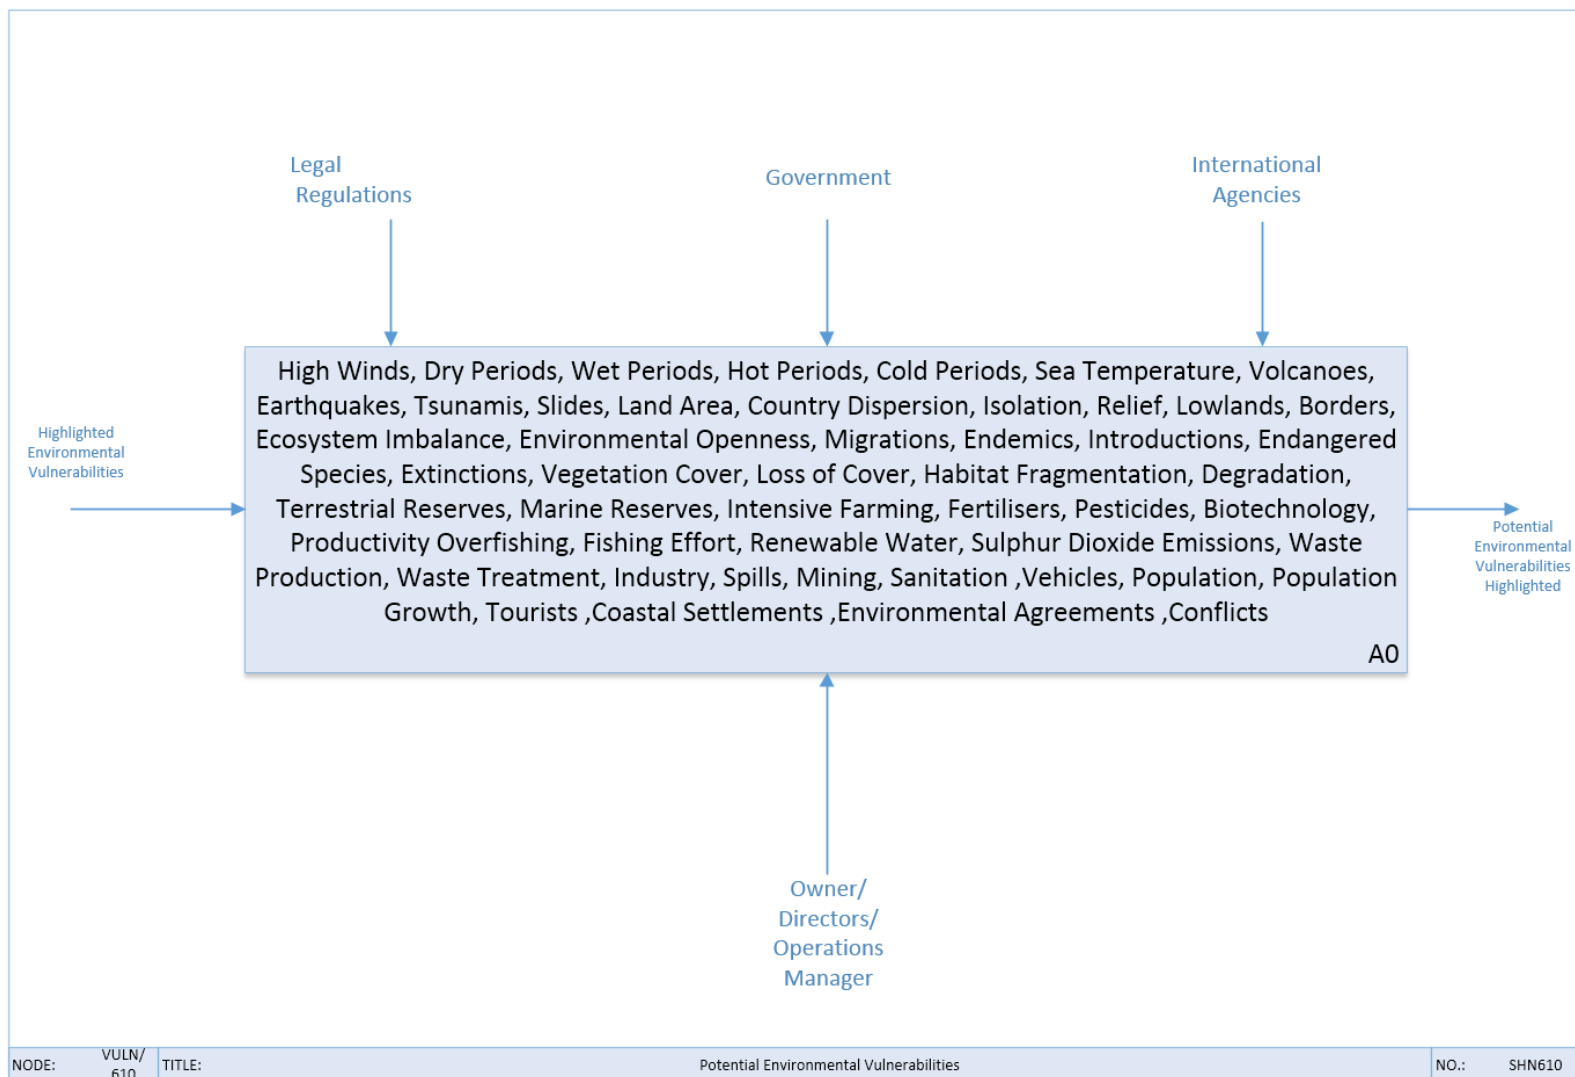 Legal
Regulations
Government
International
Agencies
High Winds, Dry Periods, Wet Periods, Hot Periods, Cold Periods, Sea Temperature, Volcanoes,
Earthquakes, Tsunamis, Slides, Land Area, Country Dispersion, Isolation, Relief, Lowlands, Borders,
Ecosystem Imbalance, Environmental Openness, Migrations, Endemics, Introductions, Endangered
Species, Extinctions, Vegetation Cover, Loss of Cover, Habitat Fragmentation, Degradation,
Terrestrial Reserves, Marine Reserves, Intensive Farming, Fertilisers, Pesticides, Biotechnology,
Productivity Overfishing, Fishing Effort, Renewable Water, Sulphur Dioxide Emissions, Waste
Production, Waste Treatment, Industry, Spills, Mining, Sanitation ,Vehicles, Population, Population
Growth, Tourists ,Coastal Settlements ,Environmental Agreements ,Conflicts
A0
Highlighted
Environmental
Vulnerabilities
Potential
Environmental
Vulnerabilities
Highlighted
Owner/
Directors/
Operations
Manager
NODE:
VULN/
610
TITLE:
Potential Environmental Vulnerabilities
NO.:
SHN610